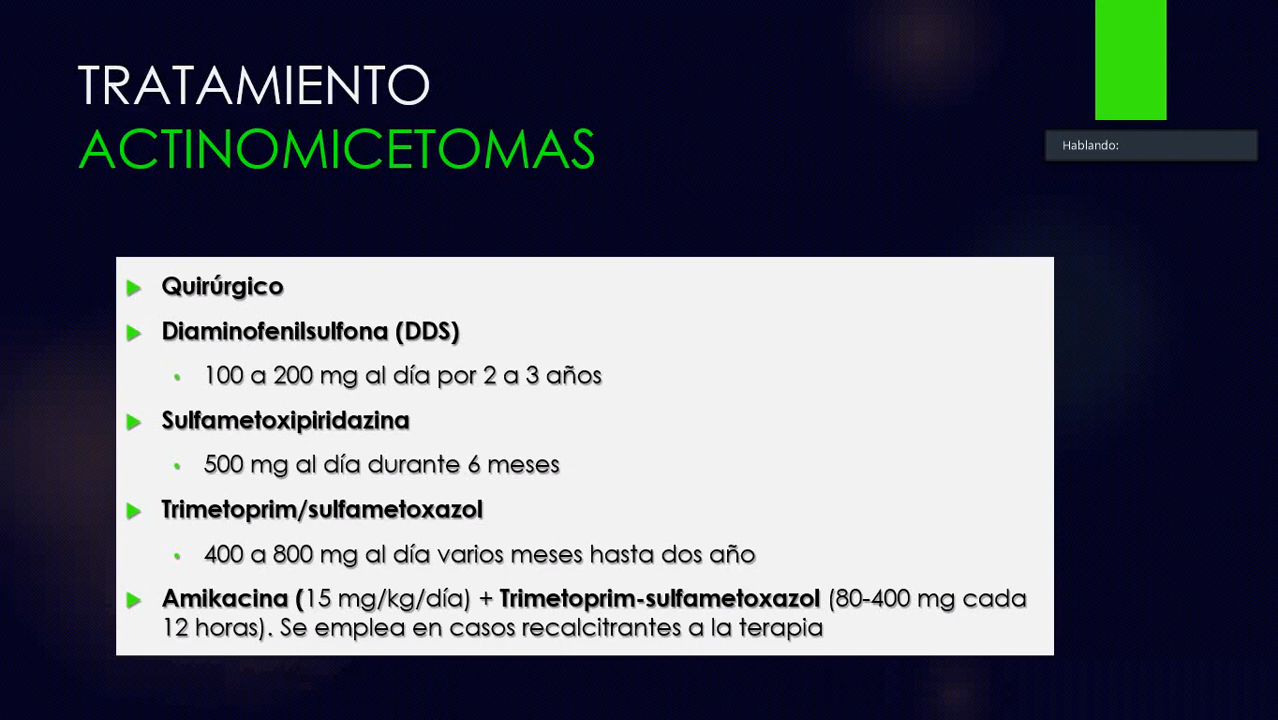 TRATAMIENTO
ACTINOMICETOMAS
Hablando:
Quirúrgico
Diaminofenilsulfona (DDS)
100 a 200 mg al día por 2 a 3 años
Sulfametoxipiridazina
500 mg al día durante 6 meses
Trimetoprim/sulfametoxazol
400 a 800 mg al día varios meses hasta dos año
Amikacina (15 mg/kg/día) + Trimetoprim-sulfametoxazol (80-400 mg cada
12 horas). Se emplea en casos recalcitrantes a la terapia